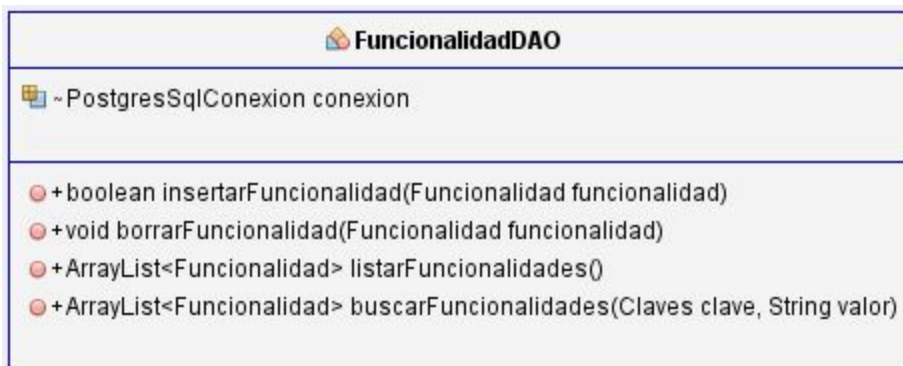 FuncionalidadDAO
~PostgresSqlConexion conexion
+boolean insertarFuncionalidad(Funcionalidad funcionalidad)
+void borrarFuncionalidad(Funcionalidad funcionalidad)
+ArrayList<Funcionalidad> listarFuncionalidades()
+ArrayList<Funcionalidad> buscarFuncionalidades(Claves clave, String valor)